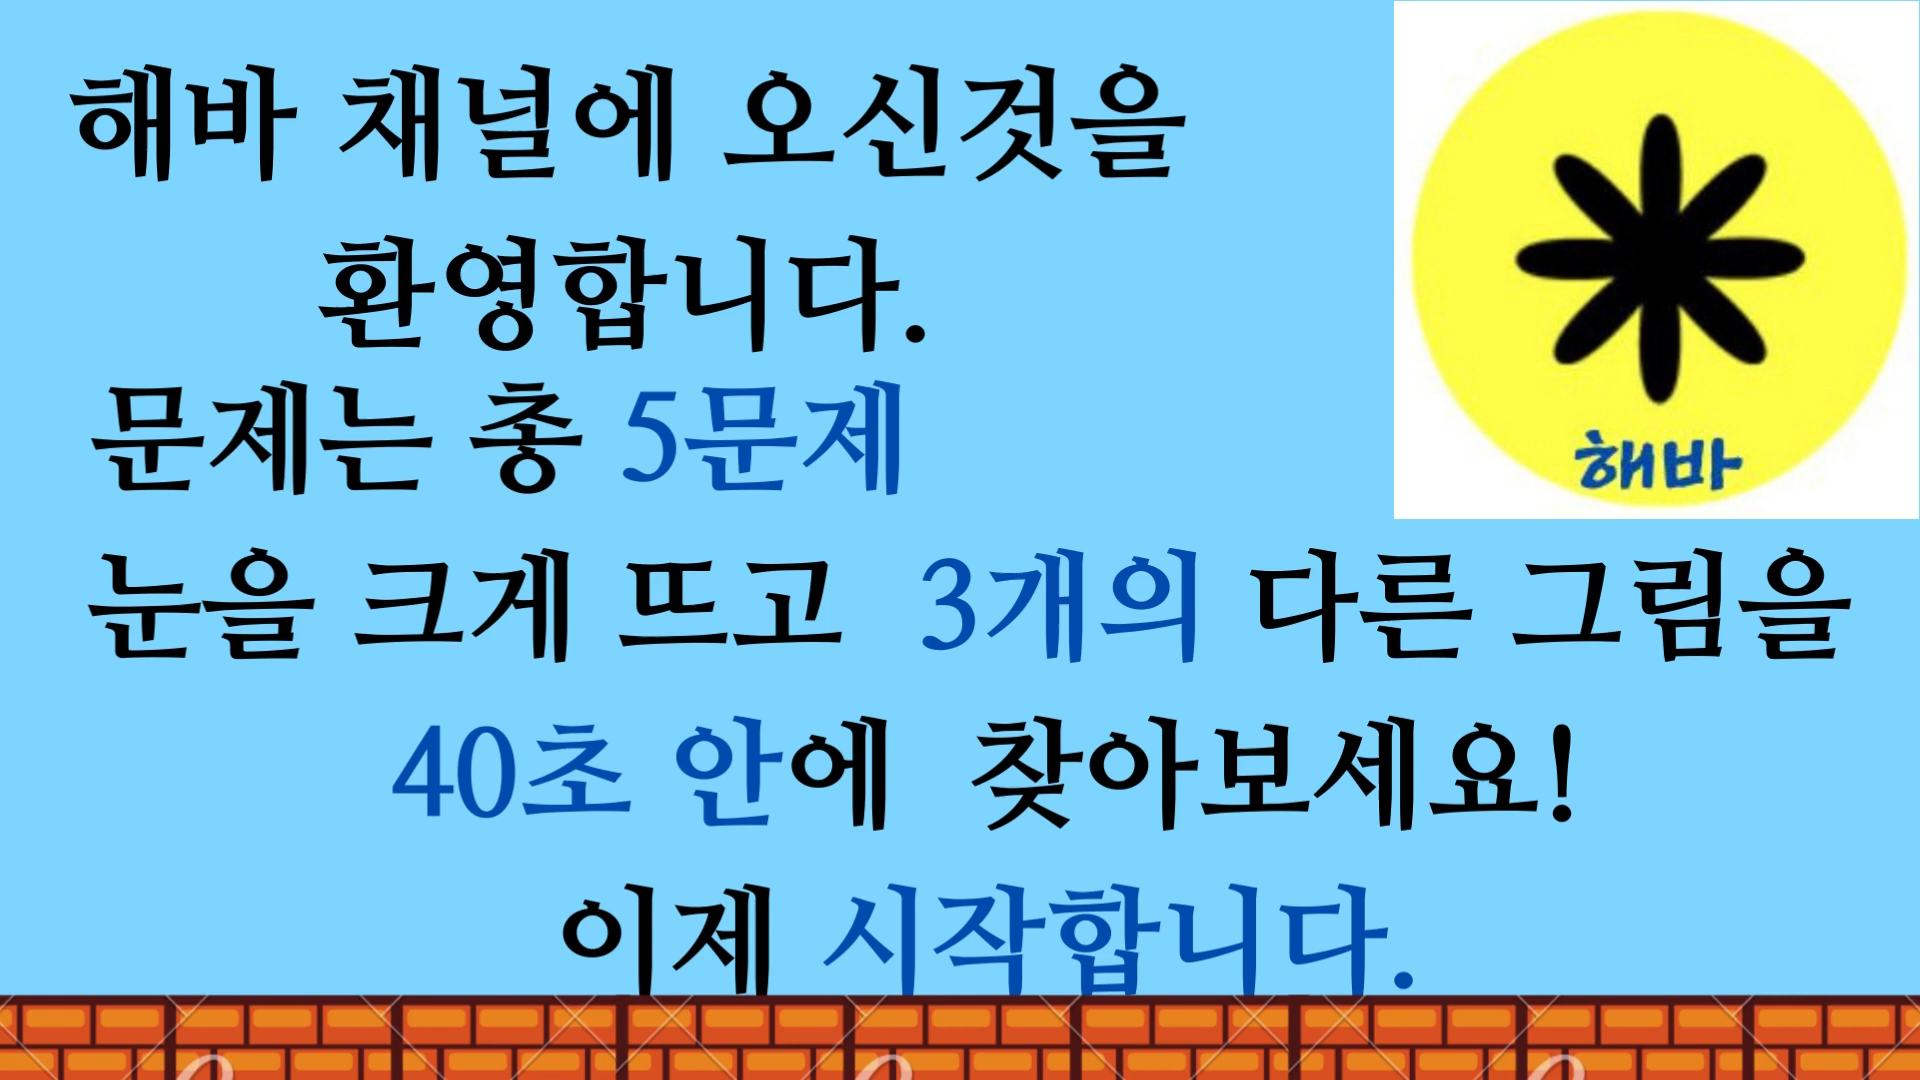 해바 채널에 오신것을
환영합니다.
문제는 총 5문제
눈을 크게 뜨고 3개의 다른 그림을
40초 안에 찾아보세요!
이제 시작합니다.
해바